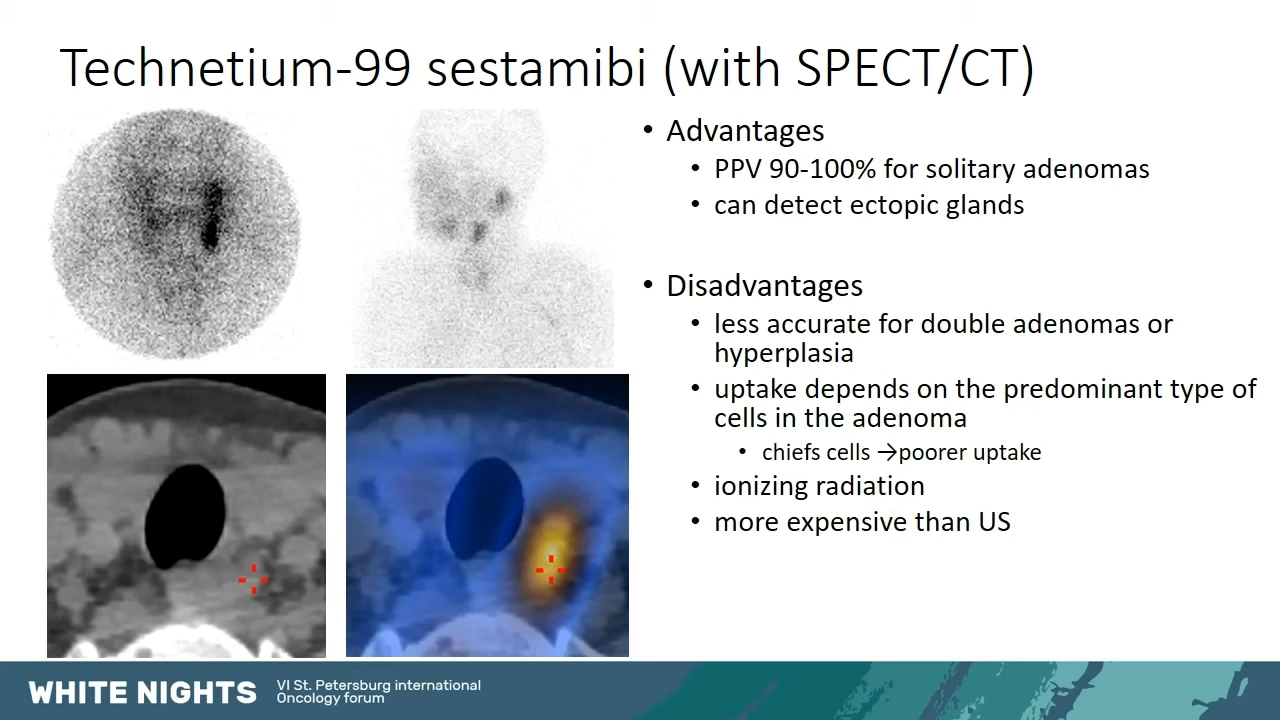 Technetium-99 sestamibi (with SPECT/CT)
• Advantages
• PPV 90-100% for solitary adenomas
• can detect ectopic glands
• Disadvantages
• less accurate for double adenomas or
hyperplasia
• uptake depends on the predominant type of
cells in the adenoma
• chiefs cells →poorer uptake
• ionizing radiation
• more expensive than US
WHITE NIGHTS
VI St. Petersburg international
Oncology forum